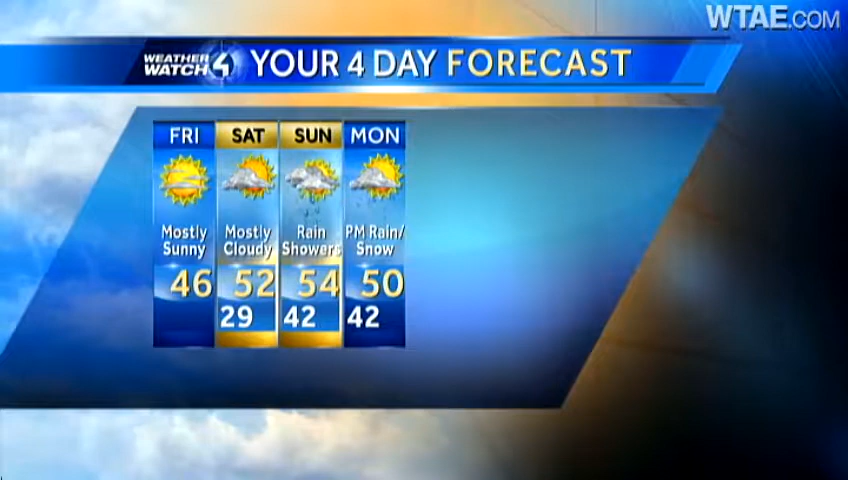 WTAE.COM
WEATHER
WATCH 4
YOUR 4 DAY FORECAST
FRI SAT SUN MON
Mostly Mostly Rain PM Rain/
Sunny Cloudy Showers Snow
46 52 54 50
29 42 42